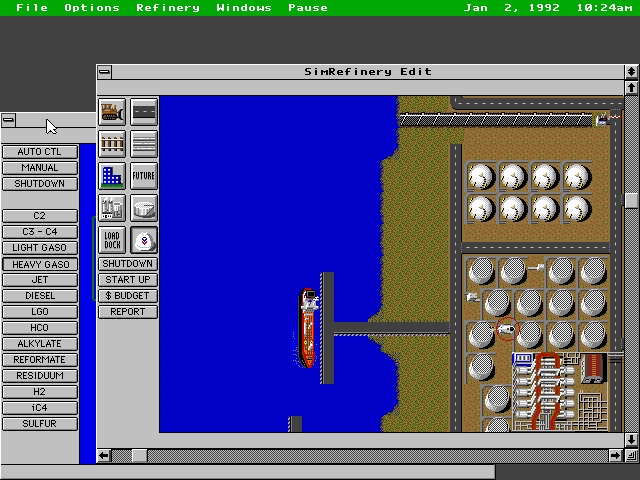 File Options Refinery Windows Pause Jan 2, 1992 10:24am
SimRefinery Edit
AUTO CTL
MANUAL
SHUTDOWN
C2
C3 - C4
LIGHT GASO
HEAVY GASO
JET
DIESEL
LGO
HCO
ALKYLATE
REFORMATE
RESIDUUM
H2
iC4
SULFUR
FUTURE
LOAD
DOCK
SHUTDOWN
START UP
$ BUDGET
REPORT